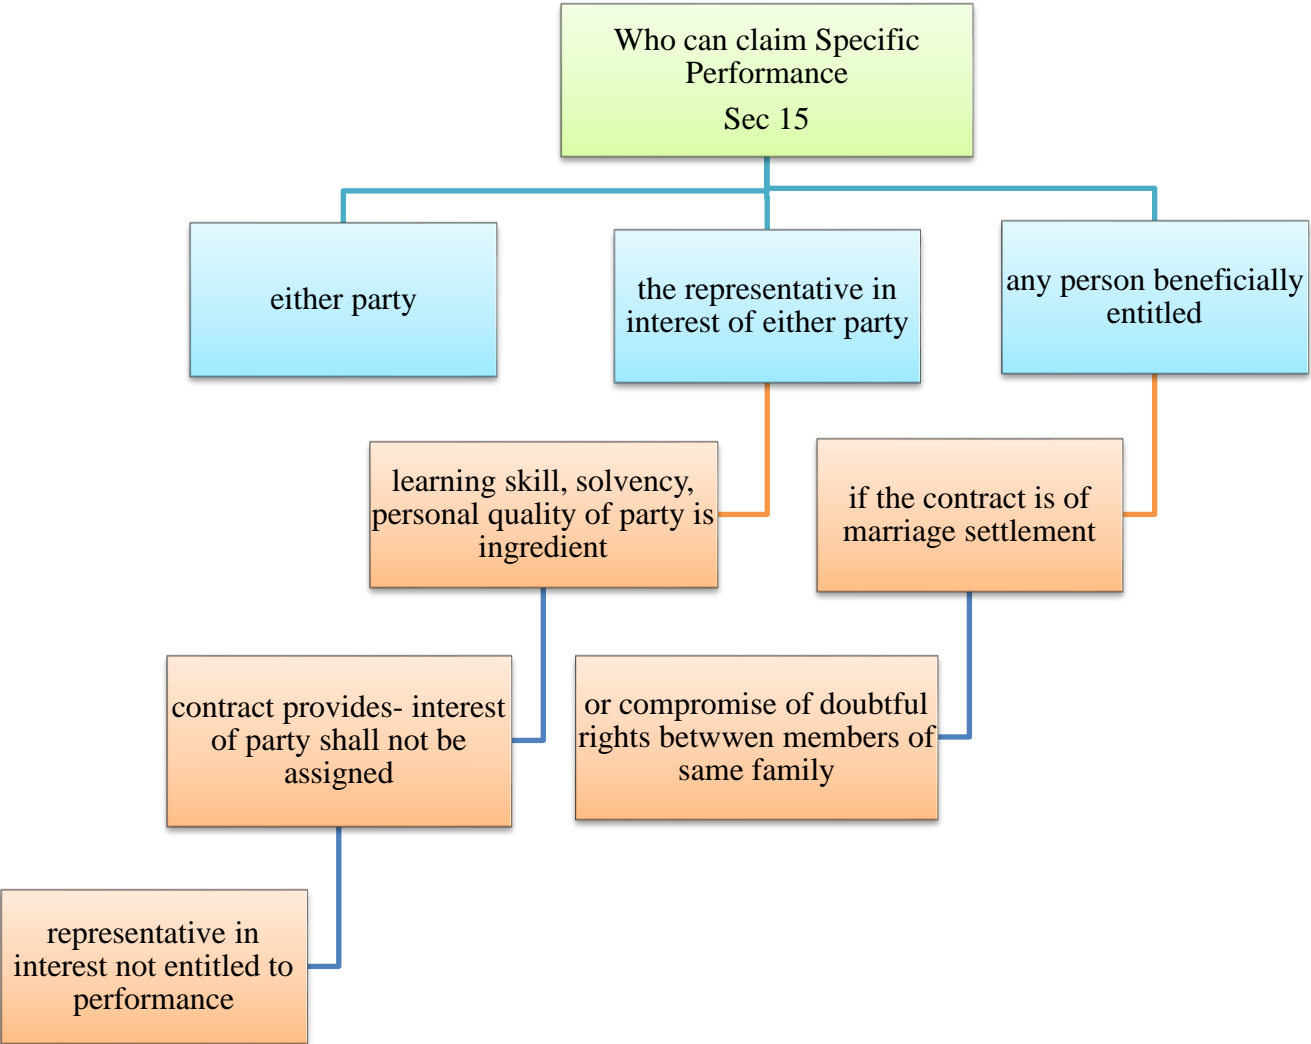 Who can claim Specific
Performance
Sec 15
either party
the representative in
interest of either party
any person beneficially
entitled
learning skill, solvency,
personal quality of party is
ingredient
if the contract is of
marriage settlement
contract provides- interest
of party shall not be
assigned
or compromise of doubtful
rights betwwen members of
same family
representative in
interest not entitled to
performance